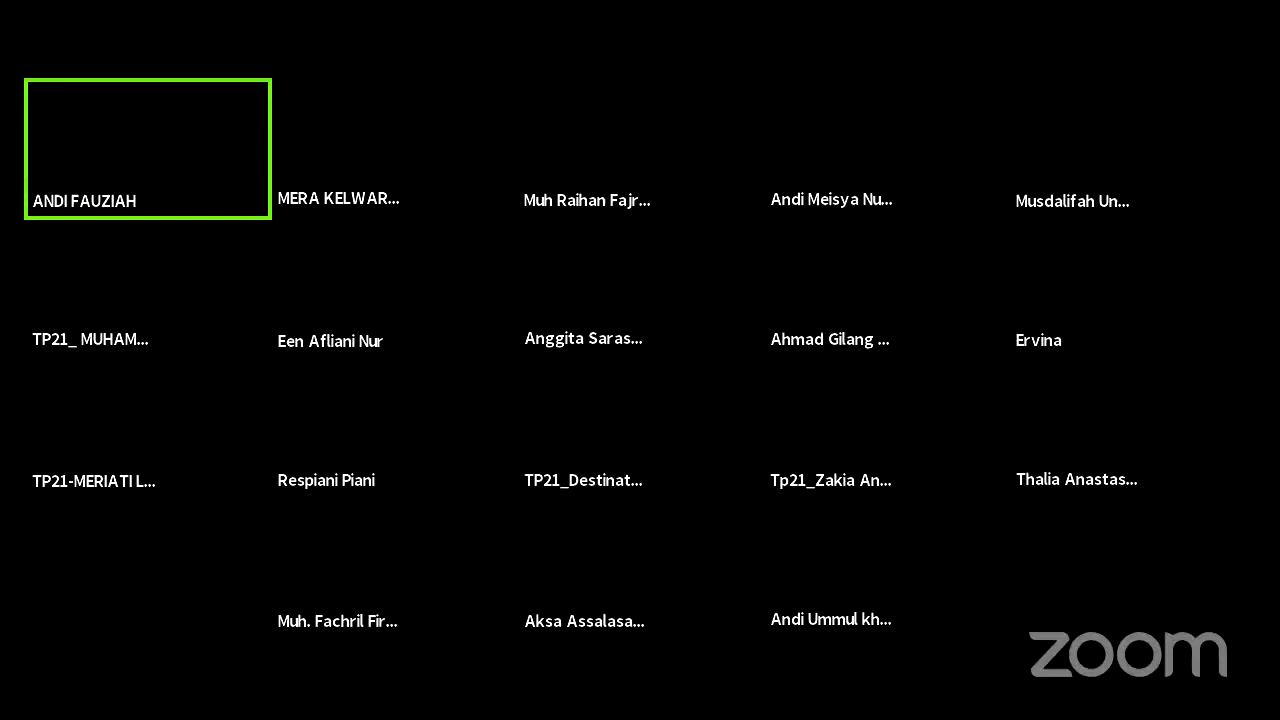 ANDI FAUZIAH
MERA KELWAR...
Muh Raihan Fajr...
Andi Meisya Nu...
Musdalifah Un...
TP21_ MUHAM...
Een Afliani Nur
Anggita Saras...
Ahmad Gilang ...
Ervina
TP21-MERIATI L...
Respiani Piani
TP21_Destinat...
Tp21_Zakia An...
Thalia Anastas...
Muh. Fachril Fir...
Aksa Assalasa...
Andi Ummul kh...
zoom